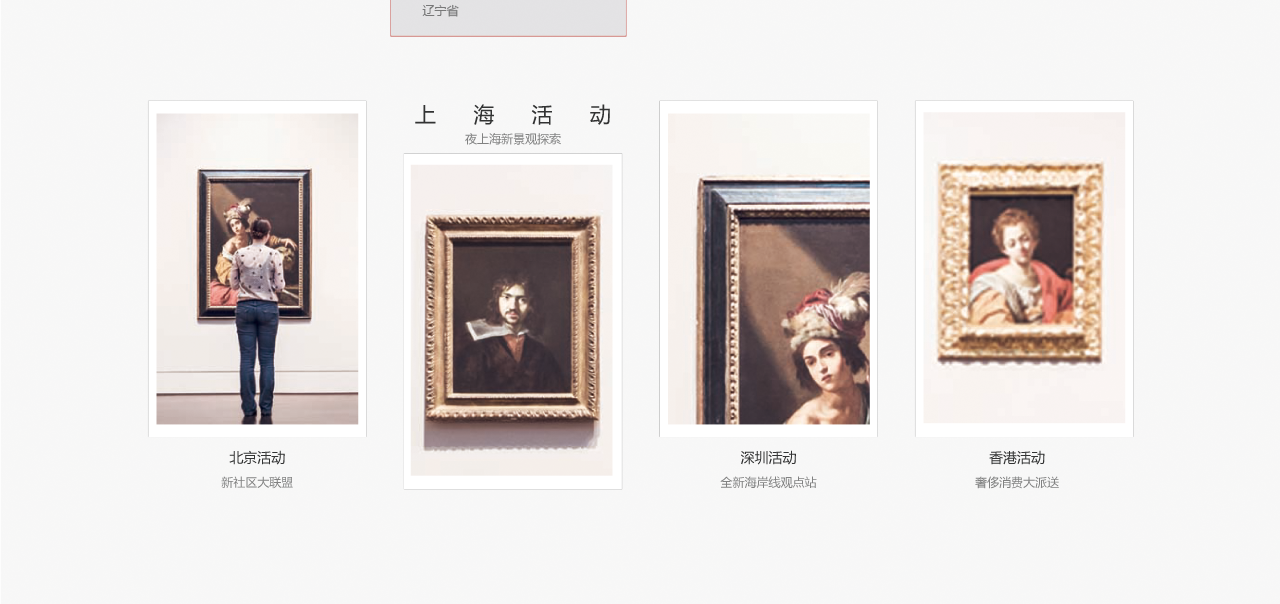 辽宁省
上海活动
夜上海新景观探索
北京活动
新社区大联盟
深圳活动
全新海岸线观点站
香港活动
奢侈消费大派送